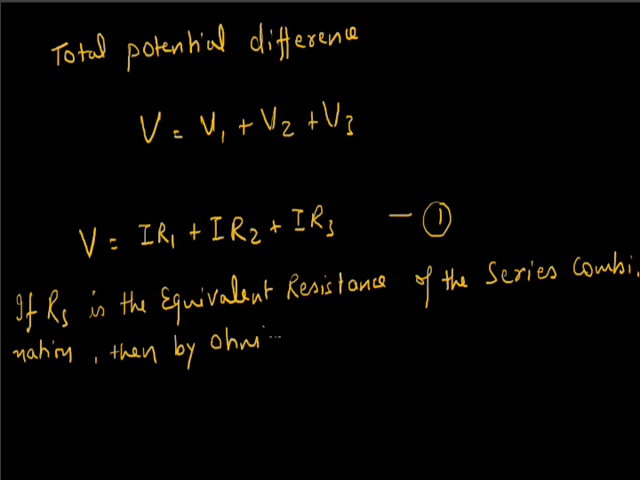 Total potential difference
V = V₁ + V₂ + V₃
V = IR₁ + IR₂ + IR₃ — ①
If Rs is the Equivalent Resistance of the Series Combi.
nation, then by Ohm